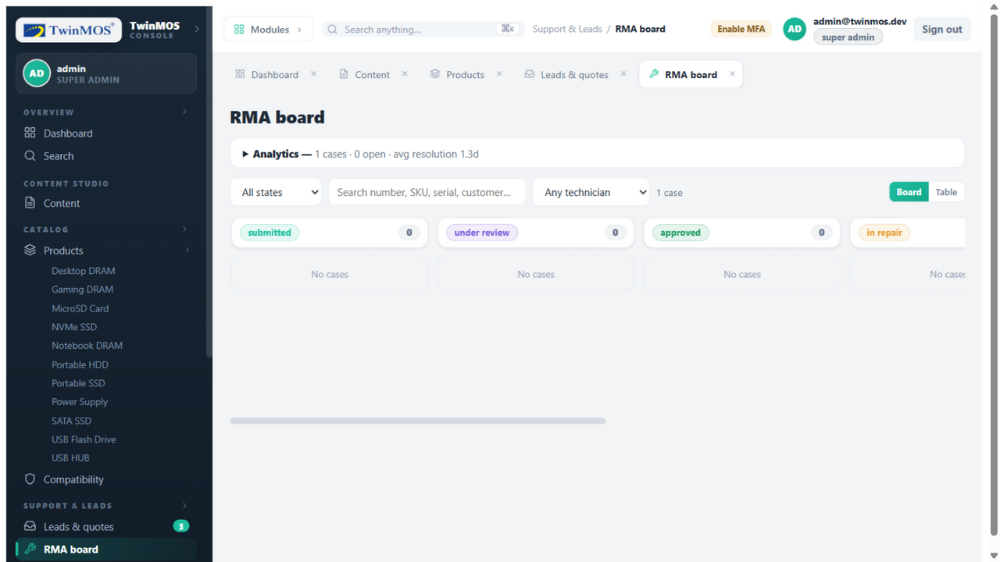 TwinMOS®
TwinMOS
CONSOLE
AD
admin
SUPER ADMIN
OVERVIEW
Dashboard
Search
CONTENT STUDIO
Content
CATALOG
Products
Desktop DRAM
Gaming DRAM
MicroSD Card
NVMe SSD
Notebook DRAM
Portable HDD
Portable SSD
Power Supply
SATA SSD
USB Flash Drive
USB HUB
Compatibility
SUPPORT & LEADS
Leads & quotes 3
RMA board
Modules
Search anything... ⌘K
Support & Leads / RMA board
Enable MFA
AD
admin@twinmos.dev
super admin
Sign out
Dashboard × Content × Products × Leads & quotes × RMA board ×
RMA board
▶ Analytics — 1 cases · 0 open · avg resolution 1.3d
All states Search number, SKU, serial, customer... Any technician 1 case Board Table
submitted 0 under review 0 approved 0 in repair
No cases No cases No cases No cases